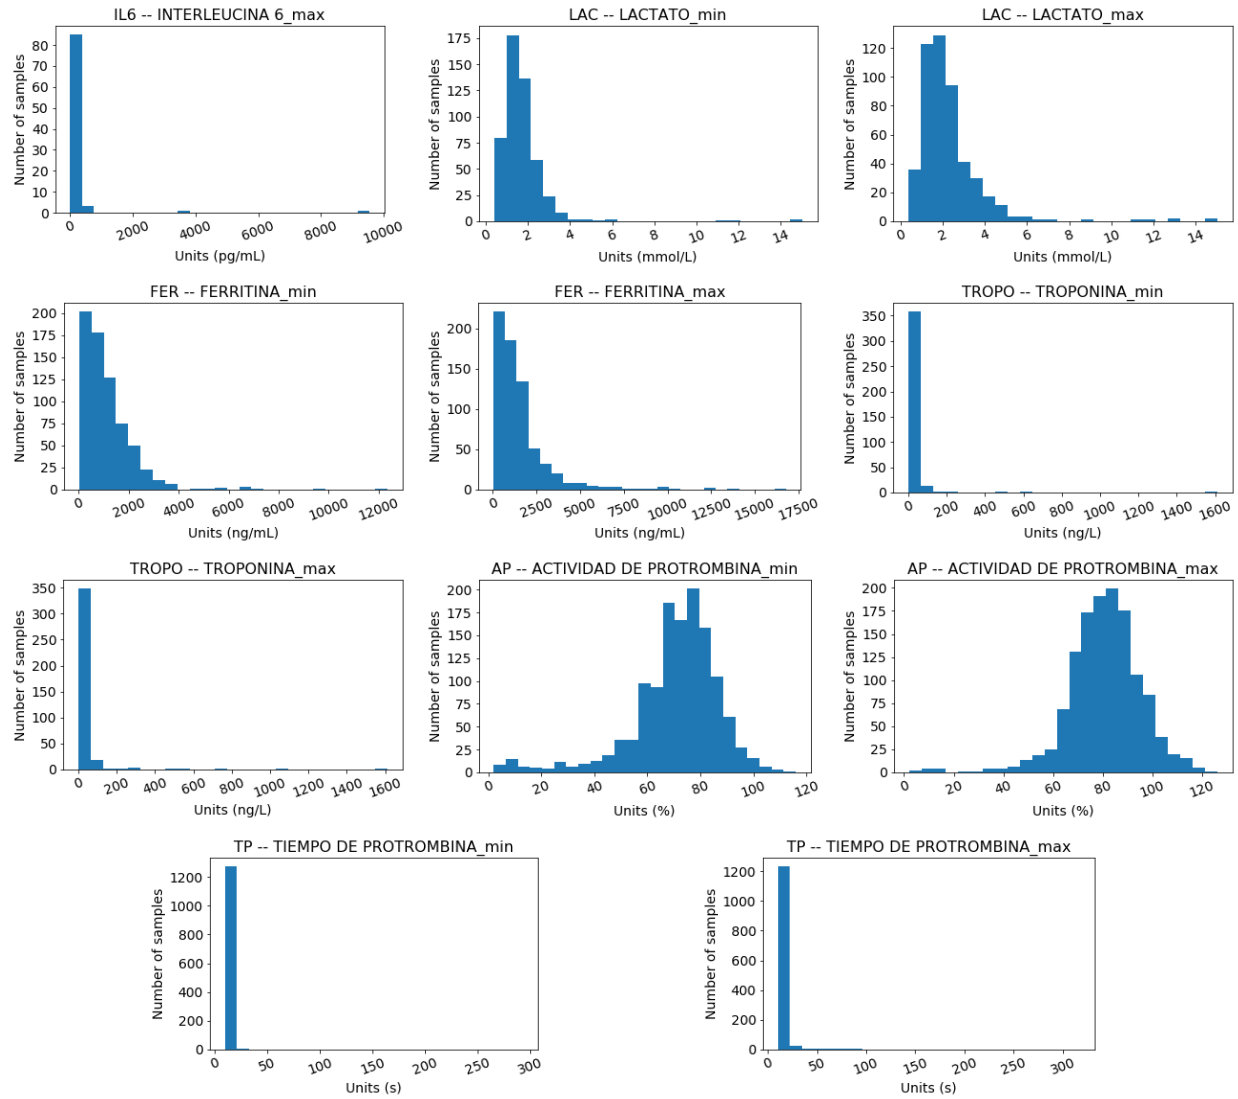 IL6 -- INTERLEUCINA 6_max
Number of samples
80
70
60
50
40
30
20
10
0
0 2000 4000 6000 8000 10000
Units (pg/mL)
LAC -- LACTATO_min
Number of samples
175
150
125
100
75
50
25
0
0 2 4 6 8 10 12 14
Units (mmol/L)
LAC -- LACTATO_max
Number of samples
120
100
80
60
40
20
0
0 2 4 6 8 10 12 14
Units (mmol/L)
FER -- FERRITINA_min
Number of samples
200
175
150
125
100
75
50
25
0
0 2000 4000 6000 8000 10000 12000
Units (ng/mL)
FER -- FERRITINA_max
Number of samples
200
150
100
50
0
0 2500 5000 7500 10000 12500 15000 17500
Units (ng/mL)
TROPO -- TROPONINA_min
Number of samples
350
300
250
200
150
100
50
0
0 200 400 600 800 1000 1200 1400 1600
Units (ng/L)
TROPO -- TROPONINA_max
Number of samples
350
300
250
200
150
100
50
0
0 200 400 600 800 1000 1200 1400 1600
Units (ng/L)
AP -- ACTIVIDAD DE PROTROMBINA_min
Number of samples
200
175
150
125
100
75
50
25
0
0 20 40 60 80 100 120
Units (%)
AP -- ACTIVIDAD DE PROTROMBINA_max
Number of samples
200
175
150
125
100
75
50
25
0
0 20 40 60 80 100 120
Units (%)
TP -- TIEMPO DE PROTROMBINA_min
Number of samples
1200
1000
800
600
400
200
0
0 50 100 150 200 250 300
Units (s)
TP -- TIEMPO DE PROTROMBINA_max
Number of samples
1200
1000
800
600
400
200
0
0 50 100 150 200 250 300
Units (s)